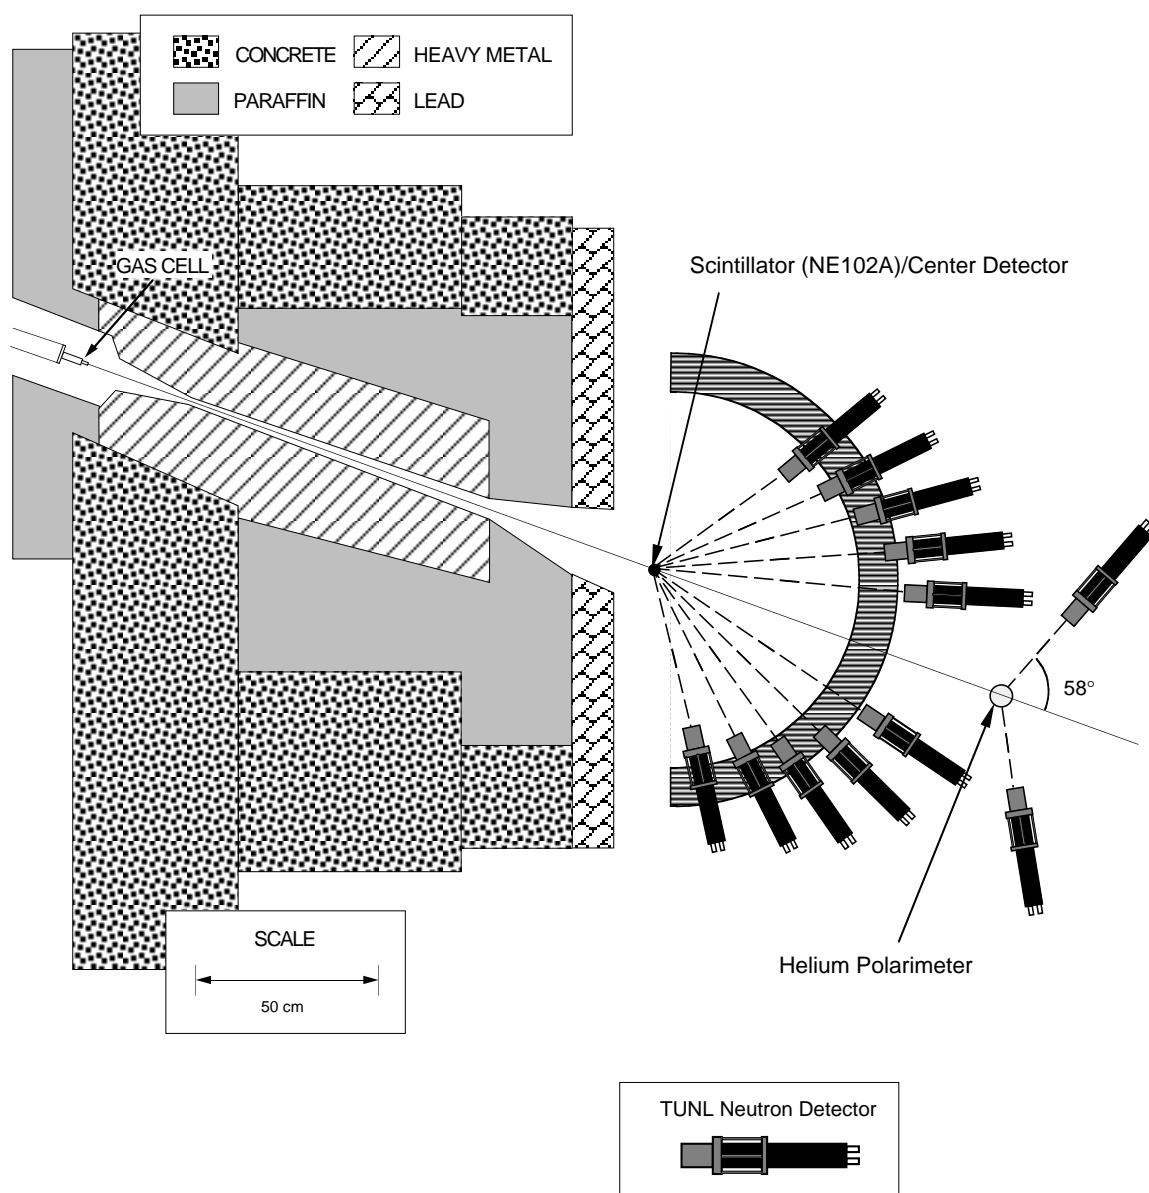 CONCRETE
HEAVY METAL
PARAFFIN
LEAD
GAS CELL
Scintillator (NE102A)/Center Detector
58°
Helium Polarimeter
SCALE
50 cm
TUNL Neutron Detector